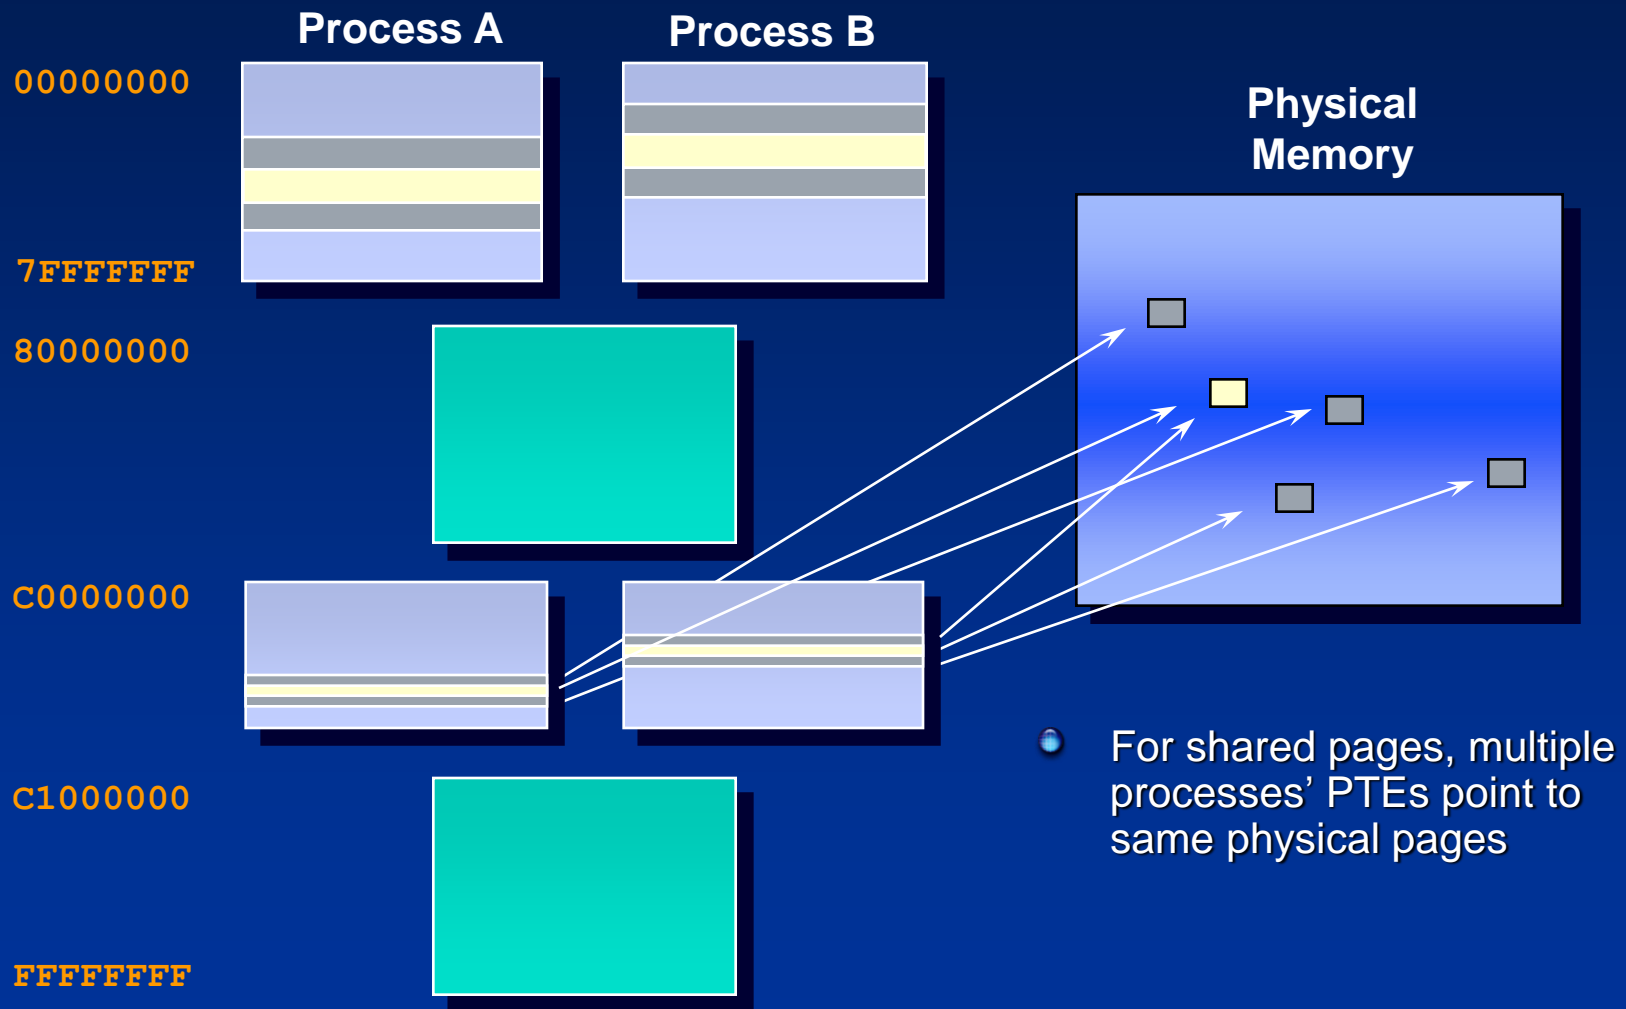 Process A
Process B
00000000
7FFFFFFF
80000000
C0000000
C1000000
FFFFFFFF
Physical
Memory
For shared pages, multiple
processes’ PTEs point to
same physical pages